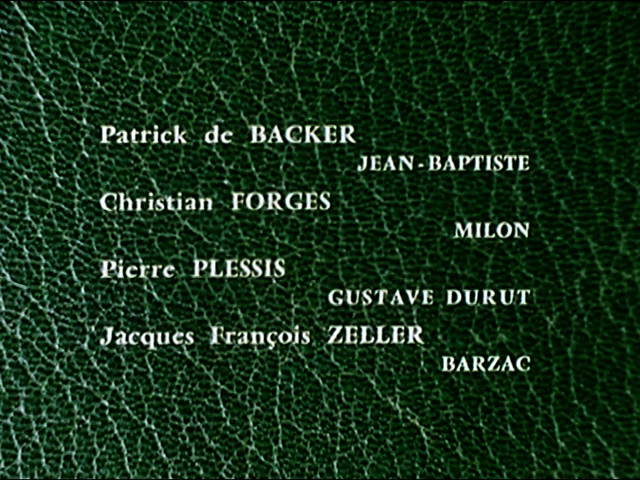 Patrick de BACKER
JEAN-BAPTISTE
Christian FORGES
MILON
Pierre PLESSIS
GUSTAVE DURUT
Jacques François ZELLER
BARZAC